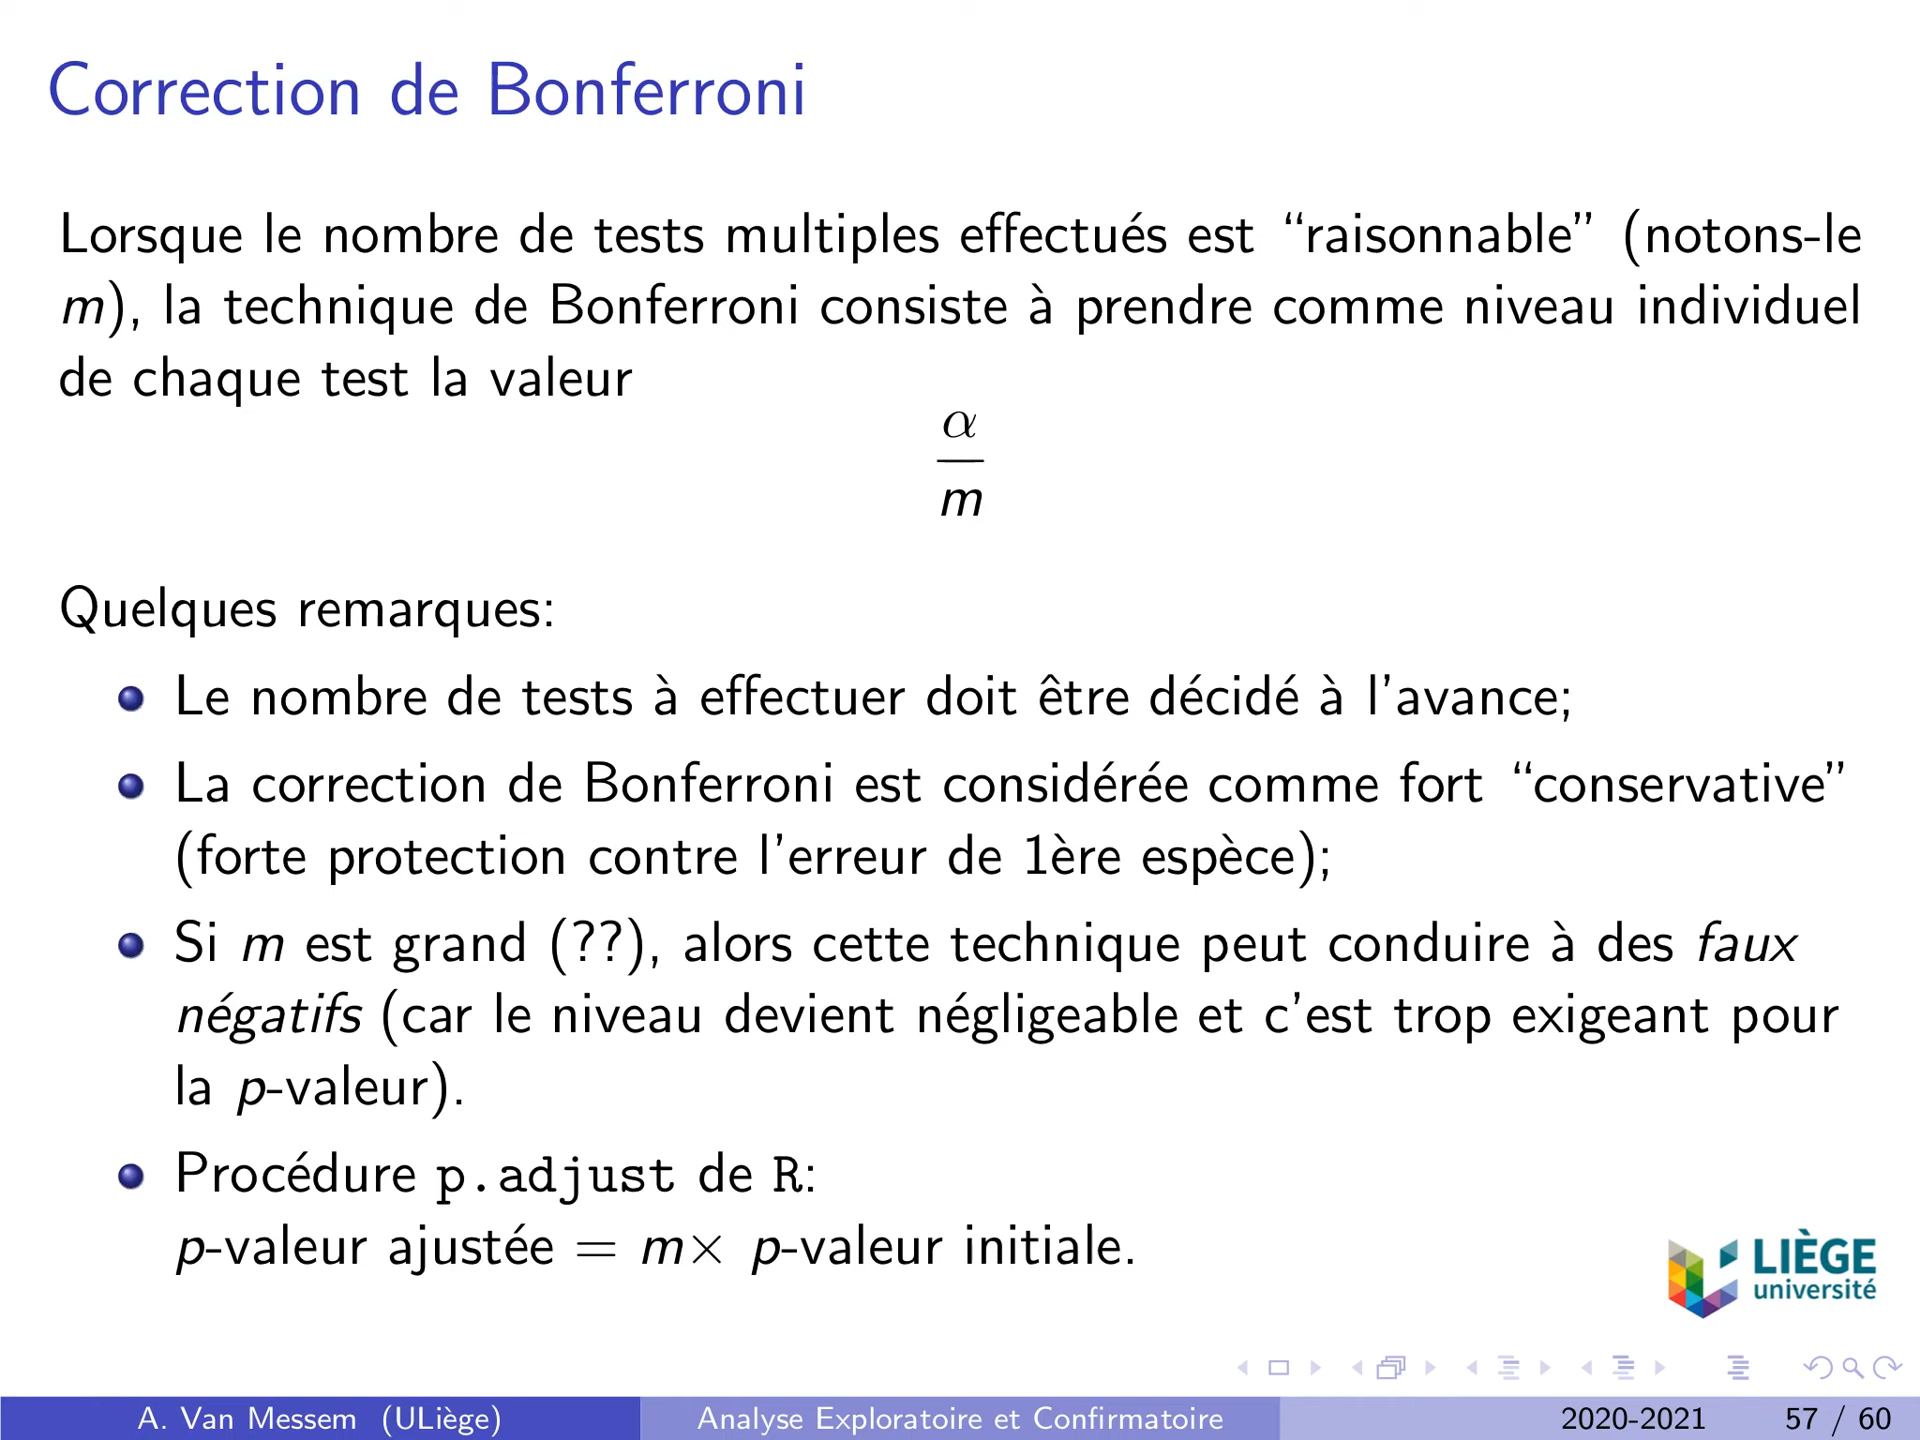 Correction de Bonferroni
Lorsque le nombre de tests multiples effectués est “raisonnable” (notons-le
m), la technique de Bonferroni consiste à prendre comme niveau individuel
de chaque test la valeur
α
m
Quelques remarques:
Le nombre de tests à effectuer doit être décidé à l’avance;
La correction de Bonferroni est considérée comme fort “conservative”
(forte protection contre l’erreur de 1ère espèce);
Si m est grand (??), alors cette technique peut conduire à des faux
négatifs (car le niveau devient négligeable et c’est trop exigeant pour
la p-valeur).
Procédure p.adjust de R:
p-valeur ajustée = m× p-valeur initiale.
LIÈGE
université
A. Van Messem (ULiège) Analyse Exploratoire et Confirmatoire 2020-2021 57 / 60